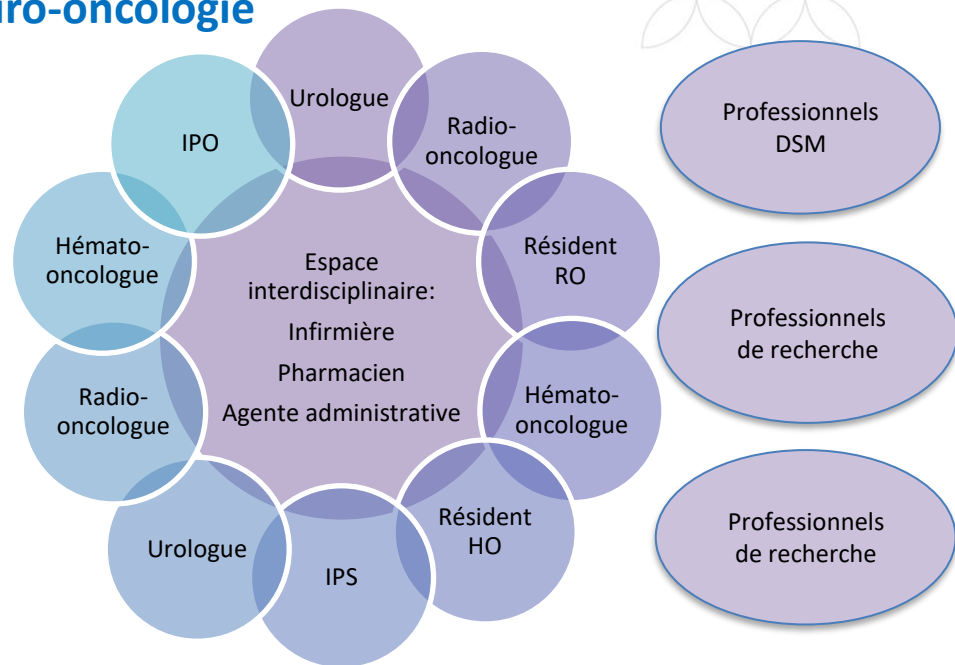 iro-oncologie
Urologue
Radio-
oncologue
Résident
RO
Hémato-
oncologue
Résident
HO
IPS
Urologue
Radio-
oncologue
Hémato-
oncologue
IPO
Espace
interdisciplinaire:
Infirmière
Pharmacien
Agente administrative
Professionnels
DSM
Professionnels
de recherche
Professionnels
de recherche